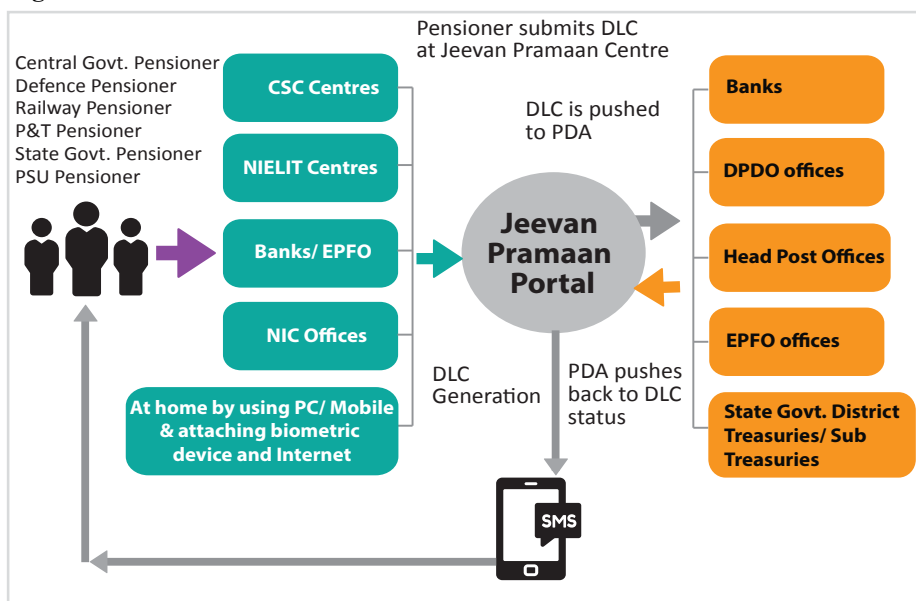 Pensioner submits DLC
at Jeevan Pramaan Centre
Central Govt. Pensioner
Defence Pensioner
Railway Pensioner
P&T Pensioner
State Govt. Pensioner
PSU Pensioner
CSC Centres
NIELIT Centres
Banks/ EPFO
NIC Offices
At home by using PC/ Mobile
& attaching biometric
device and Internet
DLC
Generation
Jeevan
Pramaan
Portal
DLC is pushed
to PDA
PDA pushes
back to DLC
status
Banks
DPDO offices
Head Post Offices
EPFO offices
State Govt. District
Treasuries/ Sub
Treasuries
SMS